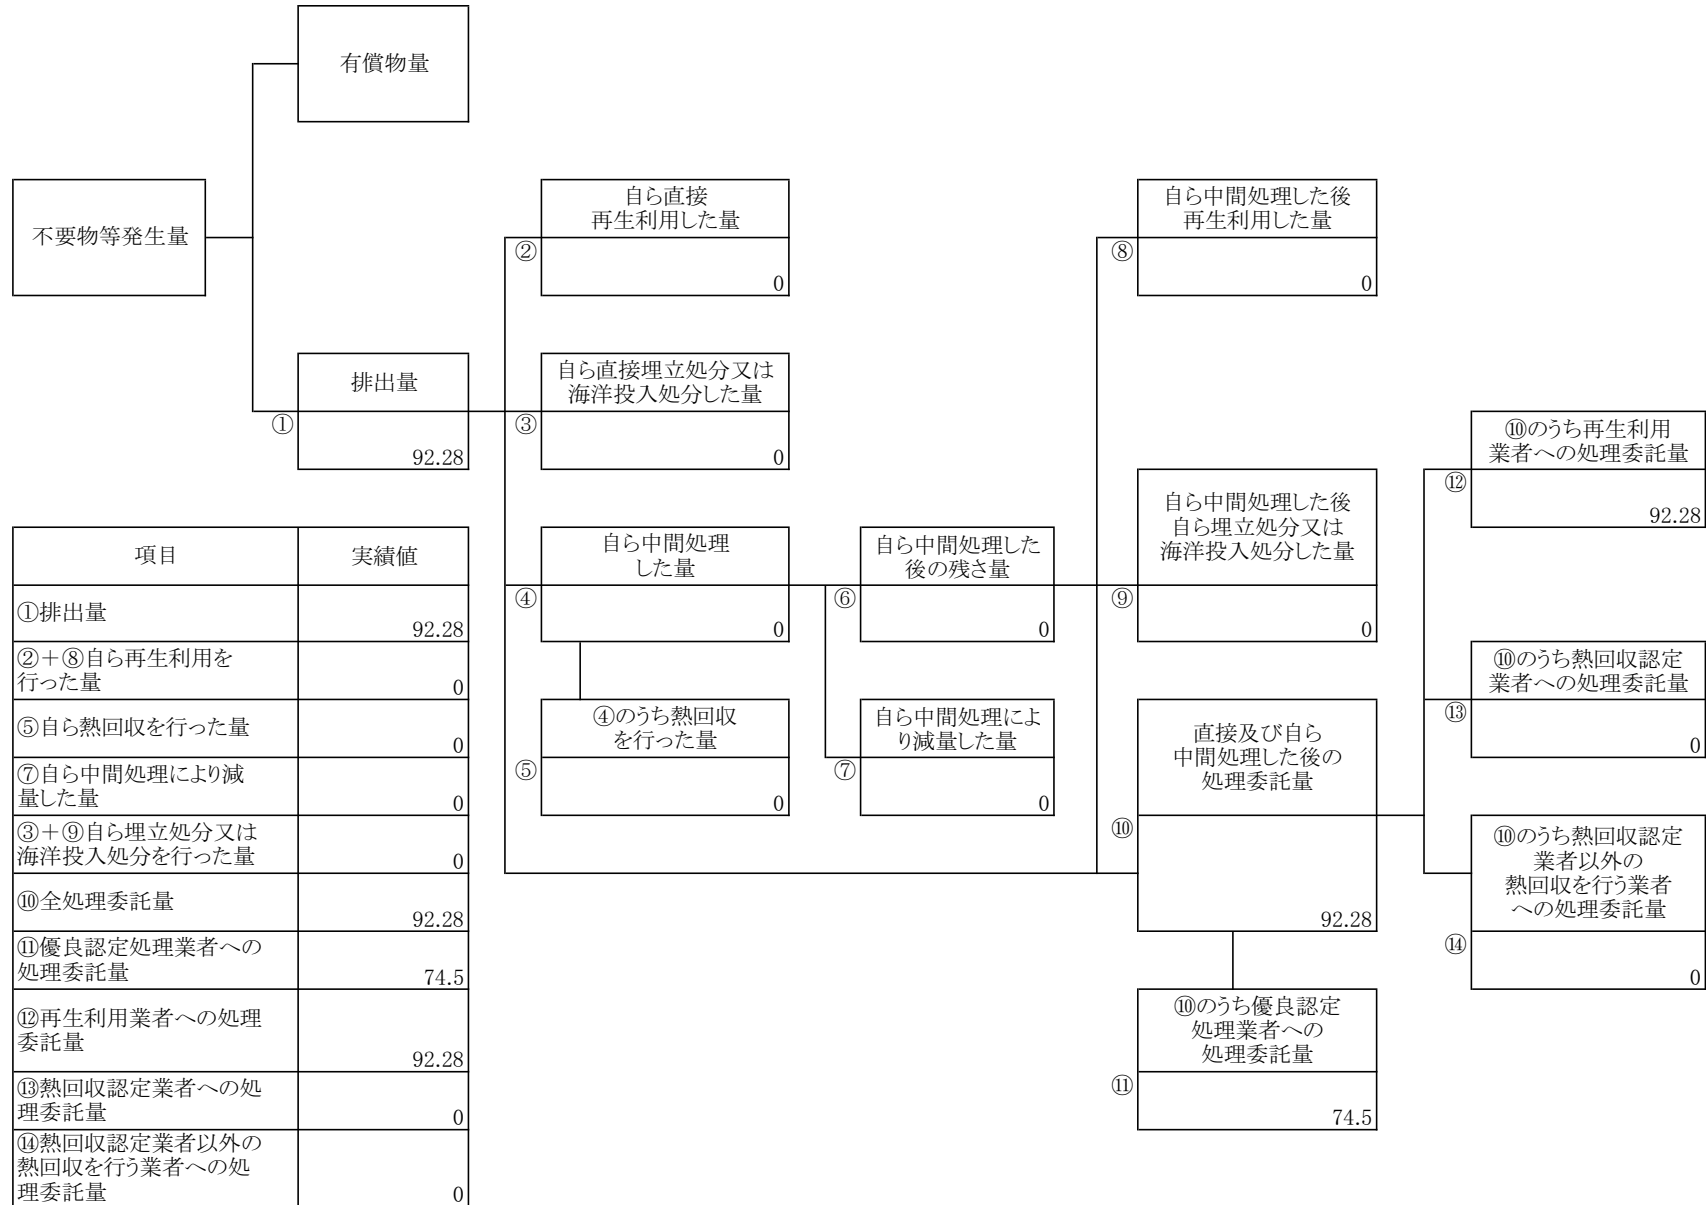 有償物量
不要物等発生量
自ら直接
再生利用した量
②
0
自ら中間処理した後
再生利用した量
⑧
0
排出量
①
92.28
自ら直接埋立処分又は
海洋投入処分した量
③
0
⑩のうち再生利用
業者への処理委託量
⑫
92.28
自ら中間処理
した量
④
0
自ら中間処理した
後の残さ量
⑥
0
自ら中間処理した後
自ら埋立処分又は
海洋投入処分した量
⑨
0
⑩のうち熱回収認定
業者への処理委託量
⑬
0
④のうち熱回収
を行った量
⑤
0
自ら中間処理によ
り減量した量
⑦
0
直接及び自ら
中間処理した後の
処理委託量
⑩
92.28
⑩のうち熱回収認定
業者以外の
熱回収を行う業者
への処理委託量
⑭
0
⑩のうち優良認定
処理業者への
処理委託量
⑪
74.5
項目 実績値
①排出量
92.28
②+⑧自ら再生利用を
行った量
0
⑤自ら熱回収を行った量
0
⑦自ら中間処理により減
量した量
0
③+⑨自ら埋立処分又は
海洋投入処分を行った量
0
⑩全処理委託量
92.28
⑪優良認定処理業者への
処理委託量
74.5
⑫再生利用業者への処理
委託量
92.28
⑬熱回収認定業者への処
理委託量
0
⑭熱回収認定業者以外の
熱回収を行う業者への処
理委託量
0